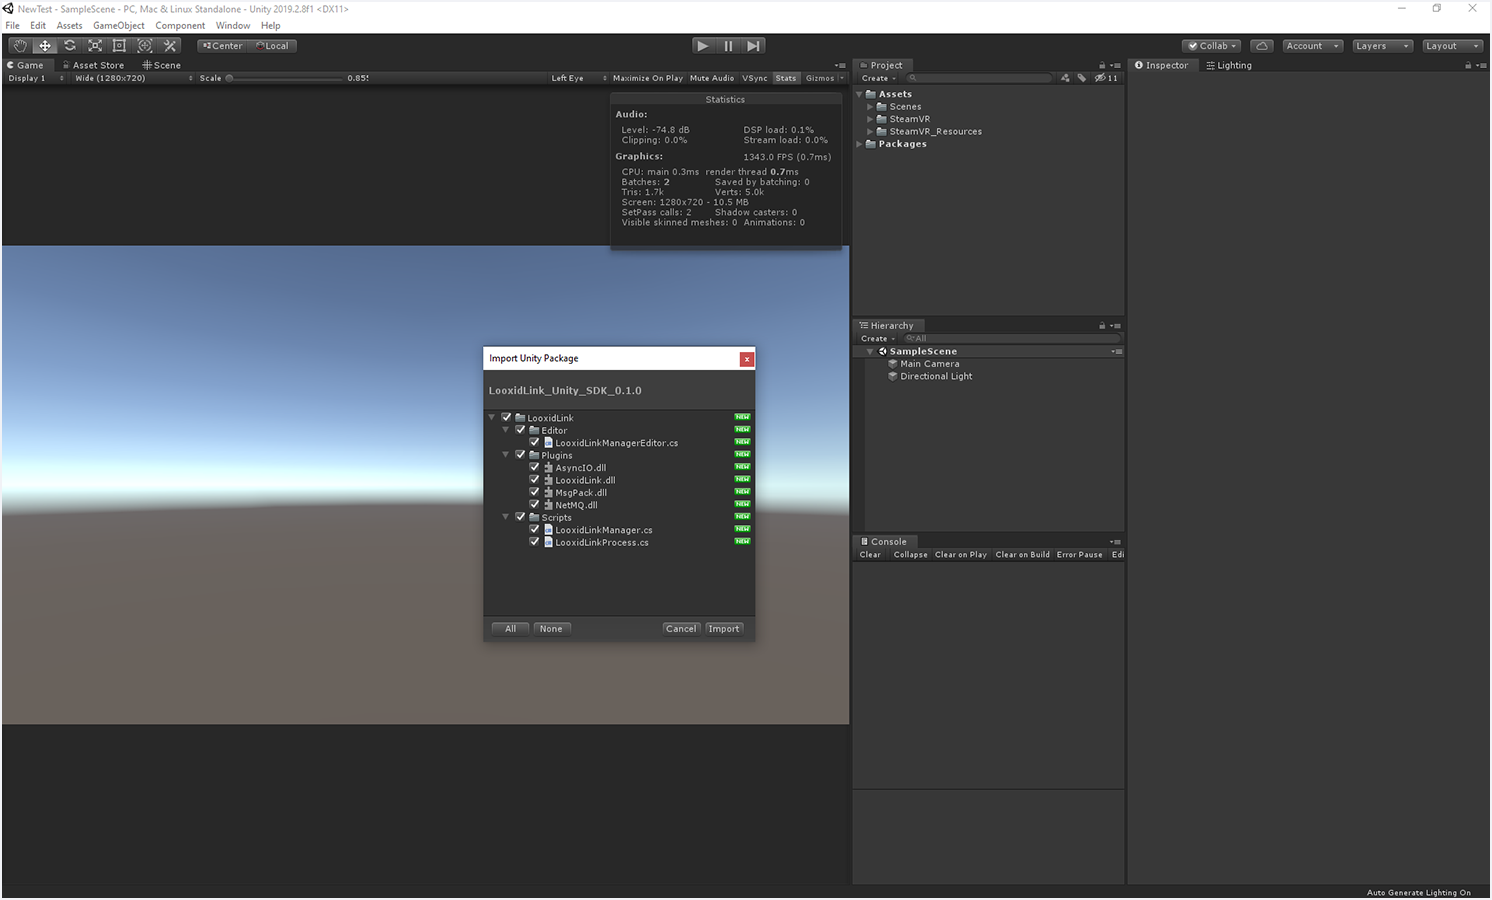 NewTest - SampleScene - PC, Mac & Linux Standalone - Unity 2019.2.8f1 <DX11>
File Edit Assets GameObject Component Window Help
Center Local
Collab Account Layers Layout
Game Asset Store Scene
Display 1 Wide (1280x720) Scale 0.85 Left Eye Maximize On Play Mute Audio VSync Stats Gizmos
Statistics
Audio:
Level: -74.8 dB DSP load: 0.1%
Clipping: 0.0% Stream load: 0.0%
Graphics: 1343.0 FPS (0.7ms)
CPU: main 0.3ms render thread 0.7ms
Batches: 2 Saved by batching: 0
Tris: 1.7k Verts: 5.0k
Screen: 1280x720 - 10.5 MB
SetPass calls: 2 Shadow casters: 0
Visible skinned meshes: 0 Animations: 0
Import Unity Package
x
LooxidLink_Unity_SDK_0.1.0
LooxidLink NEW
Editor NEW
LooxidLinkManagerEditor.cs NEW
Plugins NEW
AsyncIO.dll NEW
LooxidLink.dll NEW
MsgPack.dll NEW
NetMQ.dll NEW
Scripts NEW
LooxidLinkManager.cs NEW
LooxidLinkProcess.cs NEW
All None Cancel Import
Project
Create 11
Assets
Scenes
SteamVR
SteamVR_Resources
Packages
Hierarchy
Create All
SampleScene
Main Camera
Directional Light
Console
Clear Collapse Clear on Play Clear on Build Error Pause Edi
Inspector Lighting
Auto Generate Lighting On